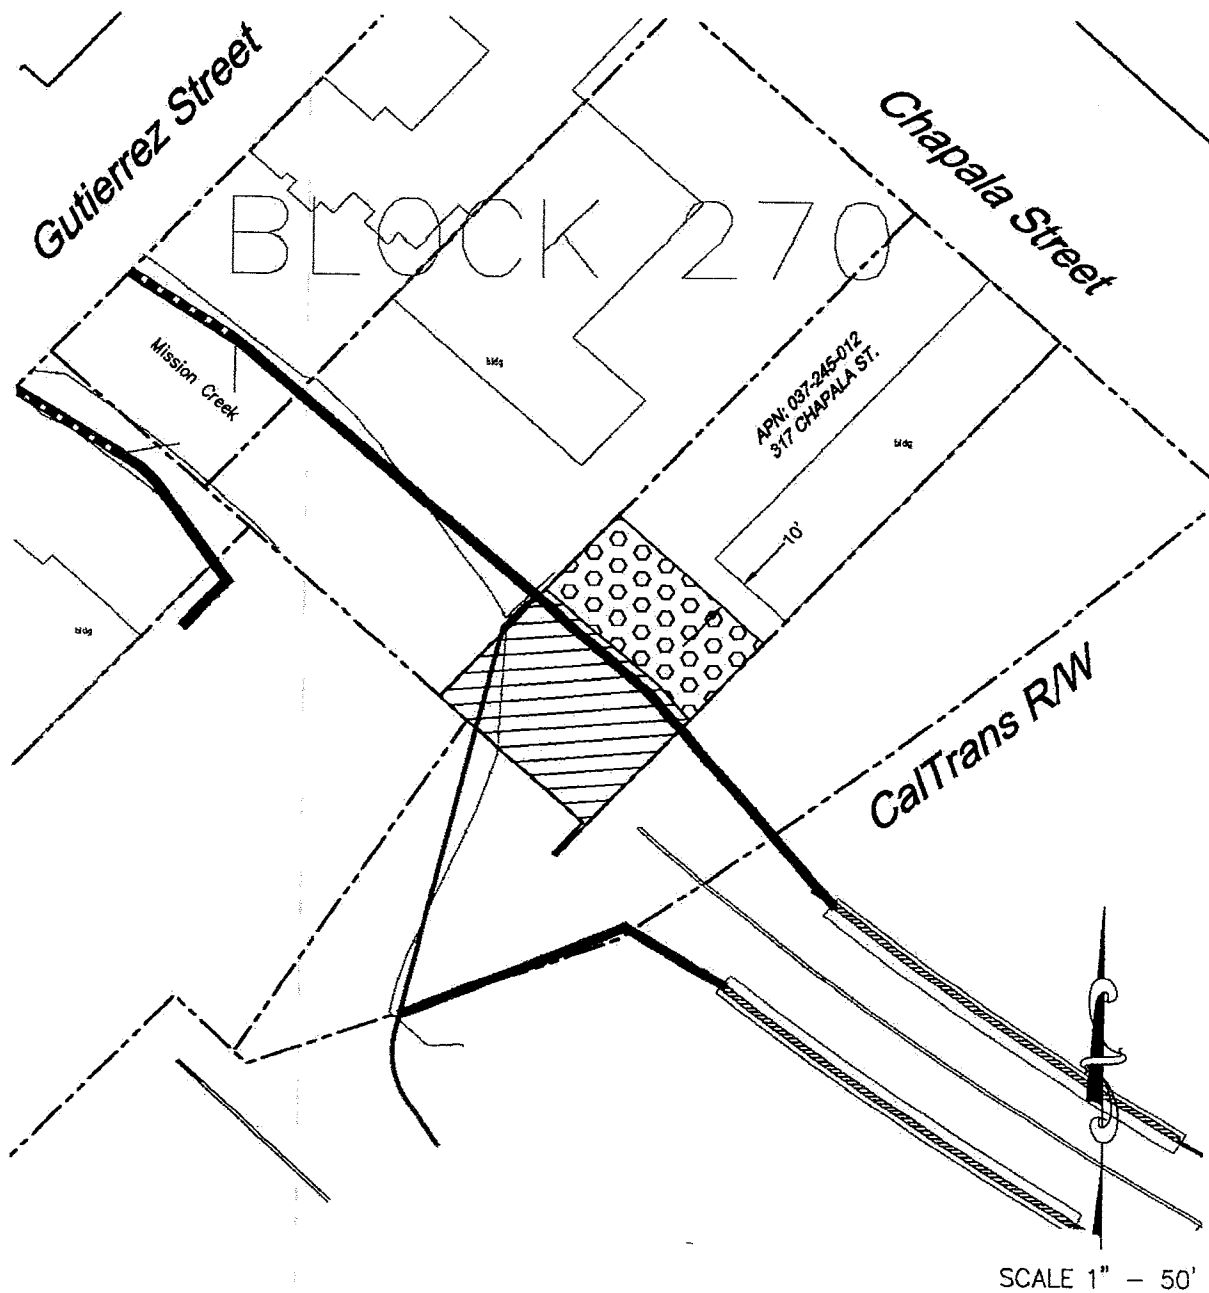 Gutierrez Street
Chapala Street
BLOCK 270
Mission Creek
bldg
APN: 037-245-012
317 CHAPALA ST.
bldg
10'
bldg
CalTrans R/W
SCALE 1" - 50'